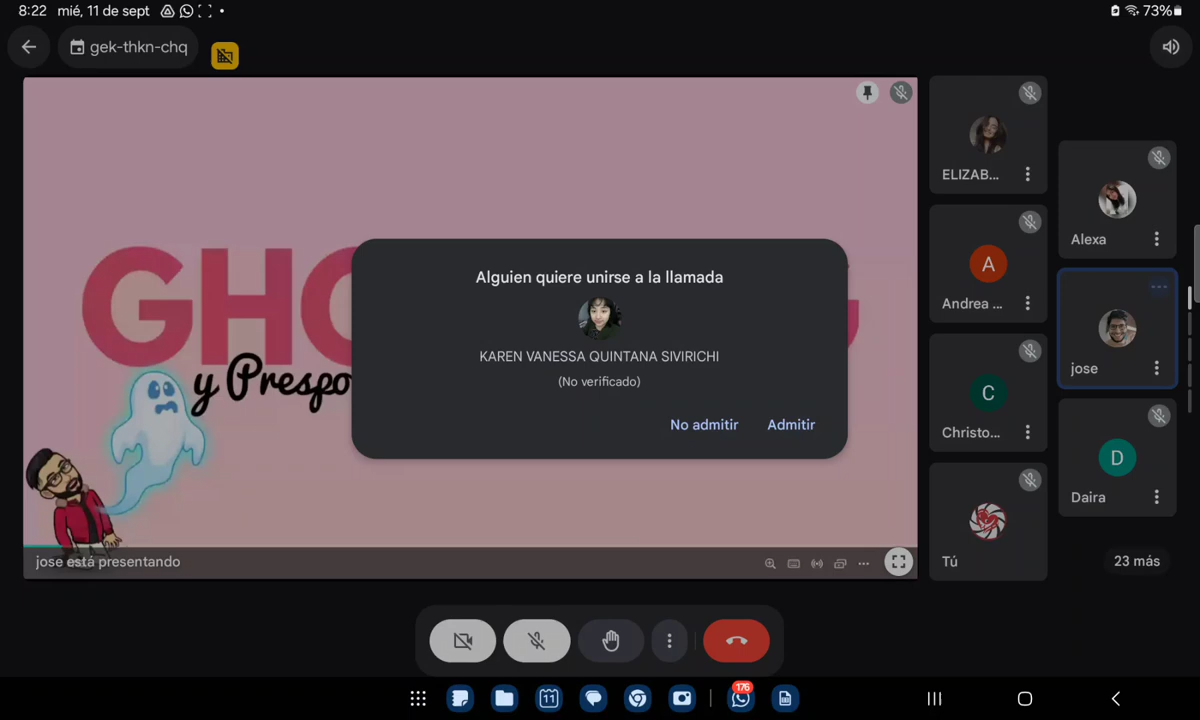 8:22 mié, 11 de sept
73%
gek-thkn-chq
GHO
y Prespo
Alguien quiere unirse a la llamada
KAREN VANESSA QUINTANA SIVIRICHI
(No verificado)
No admitir Admitir
jose está presentando
ELIZAB...
A
Andrea ...
C
Christo...
Tú
Alexa
jose
D
Daira
23 más
11
176